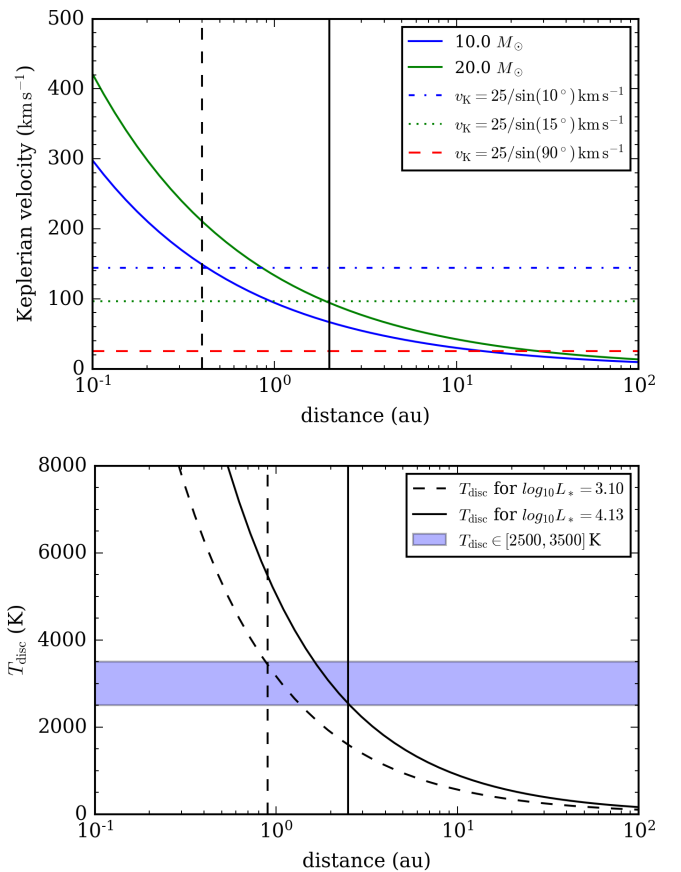 500
400
300
200
100
0
Keplerian velocity (km s⁻¹)
10.0 M☉
20.0 M☉
v_K = 25/sin(10°) km s⁻¹
v_K = 25/sin(15°) km s⁻¹
v_K = 25/sin(90°) km s⁻¹
10⁻¹ 10⁰ 10¹ 10²
distance (au)
8000
6000
4000
2000
0
T_disc (K)
T_disc for log₁₀L_* = 3.10
T_disc for log₁₀L_* = 4.13
T_disc ∈ [2500, 3500] K
10⁻¹ 10⁰ 10¹ 10²
distance (au)